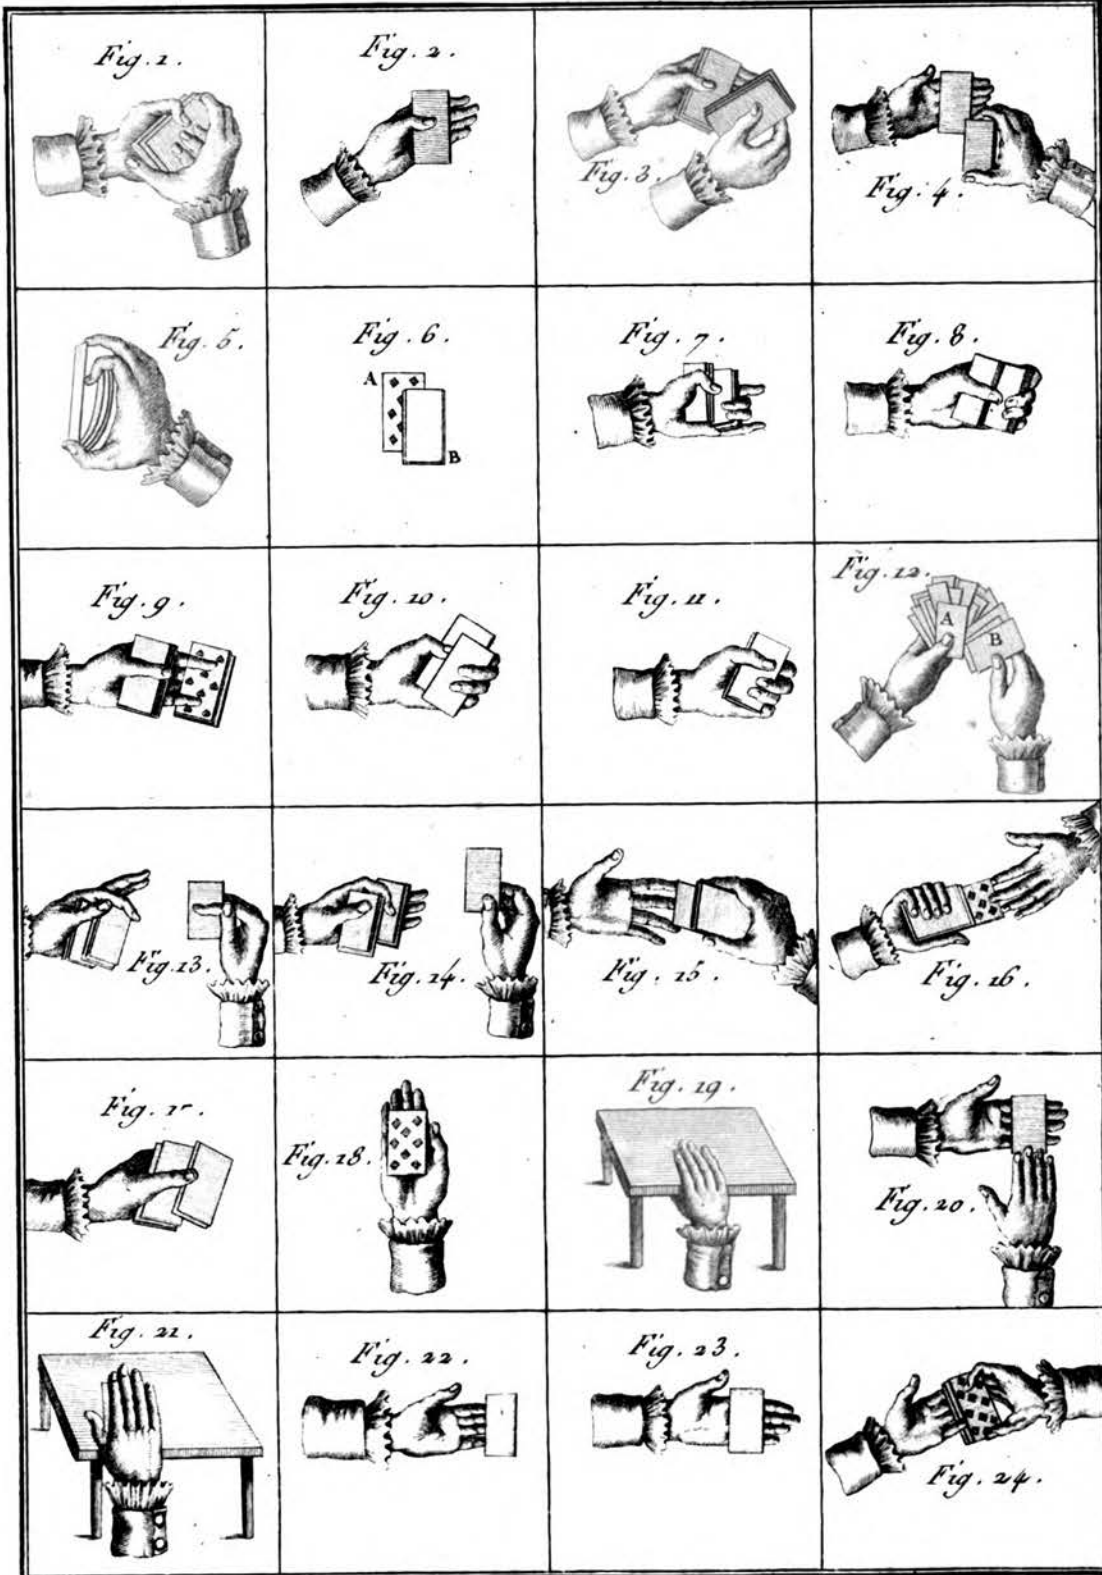 Fig. 1.
Fig. 2.
Fig. 3.
Fig. 4.
Fig. 5.
Fig. 6.
A
B
Fig. 7.
Fig. 8.
Fig. 9.
Fig. 10.
Fig. 11.
Fig. 12.
A
B
Fig. 13.
Fig. 14.
Fig. 15.
Fig. 16.
Fig. 17.
Fig. 18.
Fig. 19.
Fig. 20.
Fig. 21.
Fig. 22.
Fig. 23.
Fig. 24.